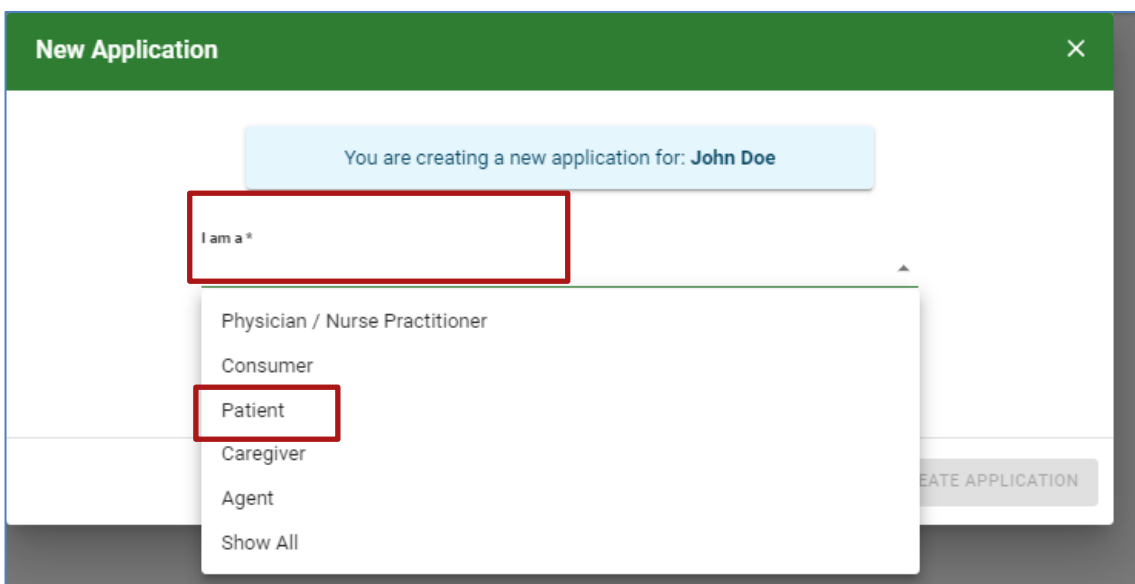 New Application
You are creating a new application for: John Doe
I am a *
Physician / Nurse Practitioner
Consumer
Patient
Caregiver
Agent
Show All
EATE APPLICATION